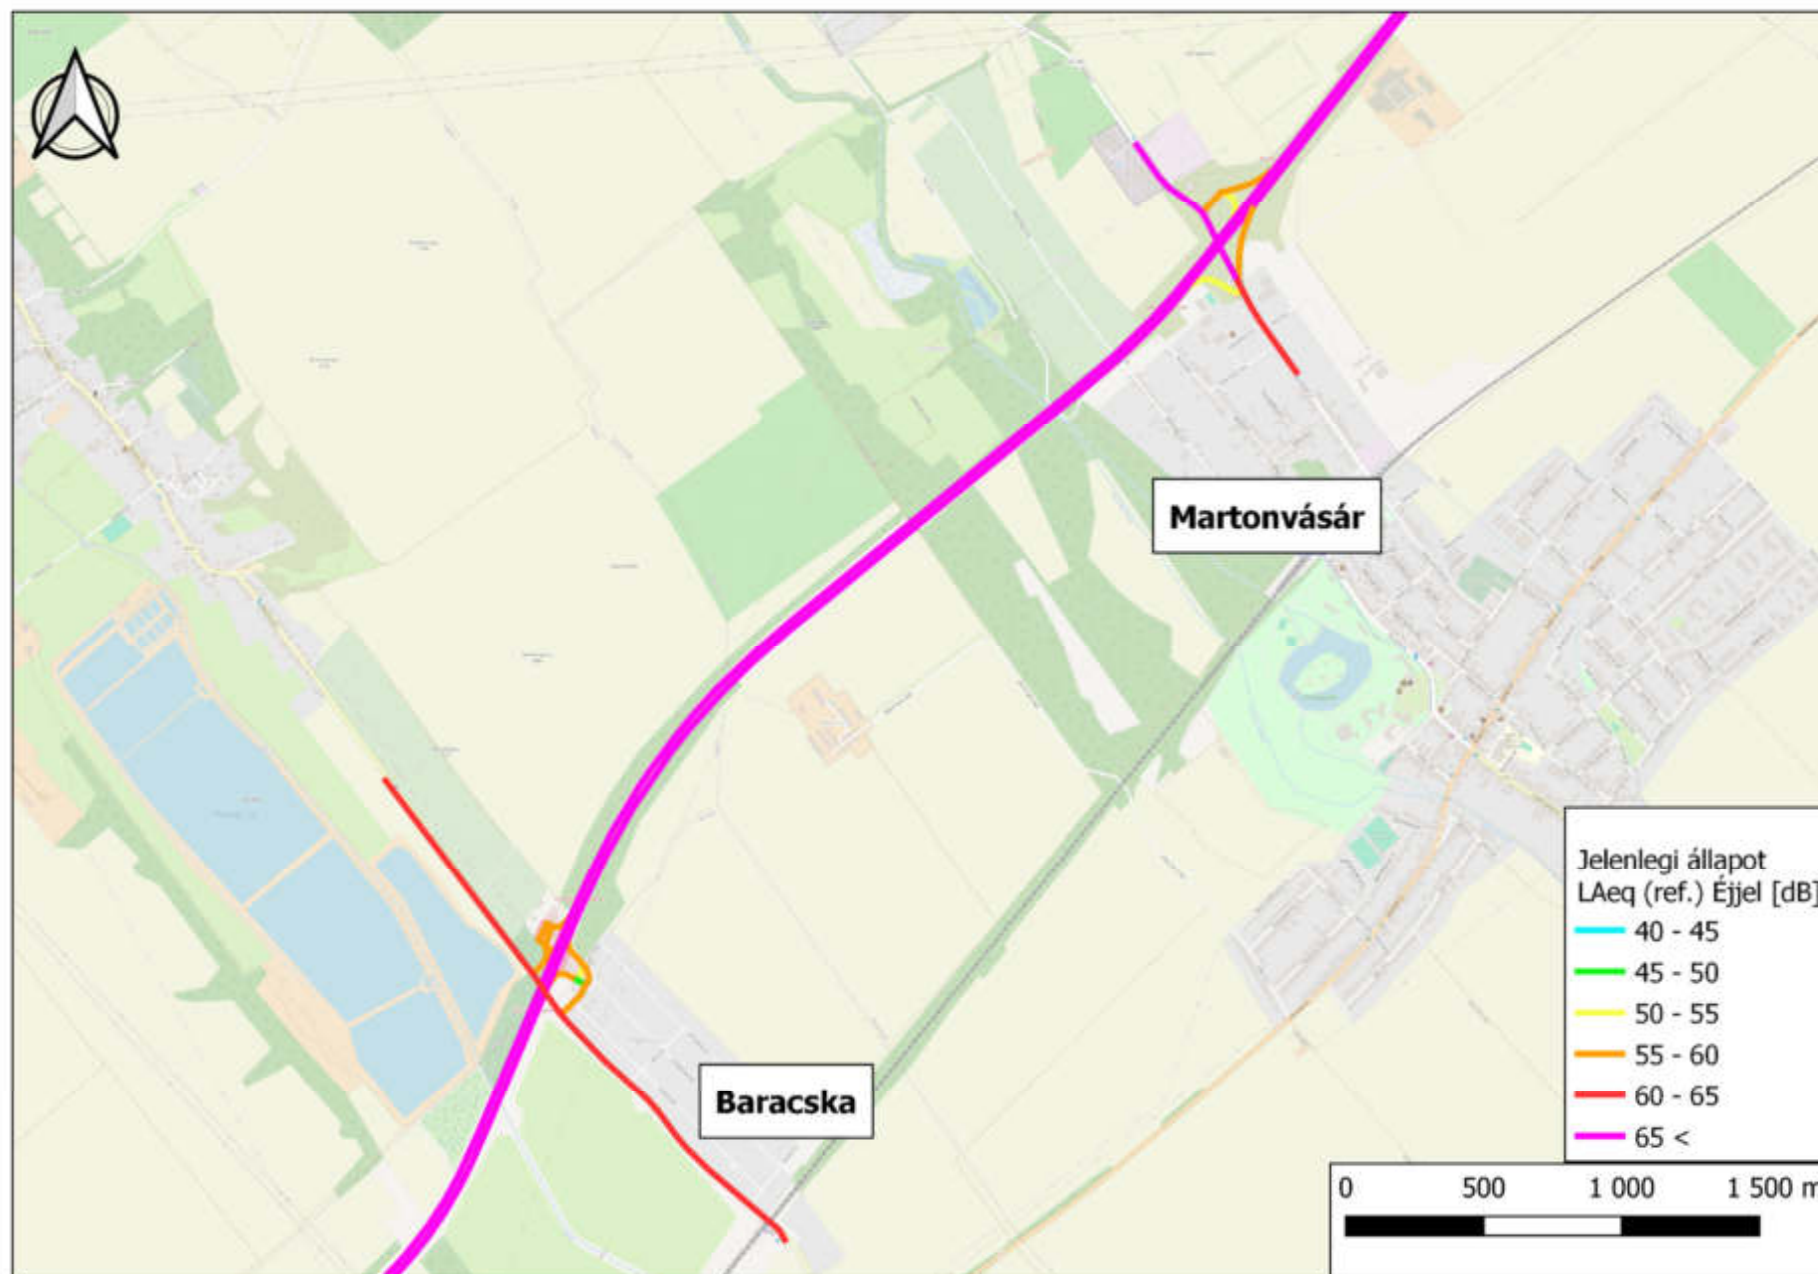 Martonvásár
Baracska
Jelenlegi állapot
LAeq (ref.) Éjjel [dB]
40 - 45
45 - 50
50 - 55
55 - 60
60 - 65
65 <
0 500 1 000 1 500 m